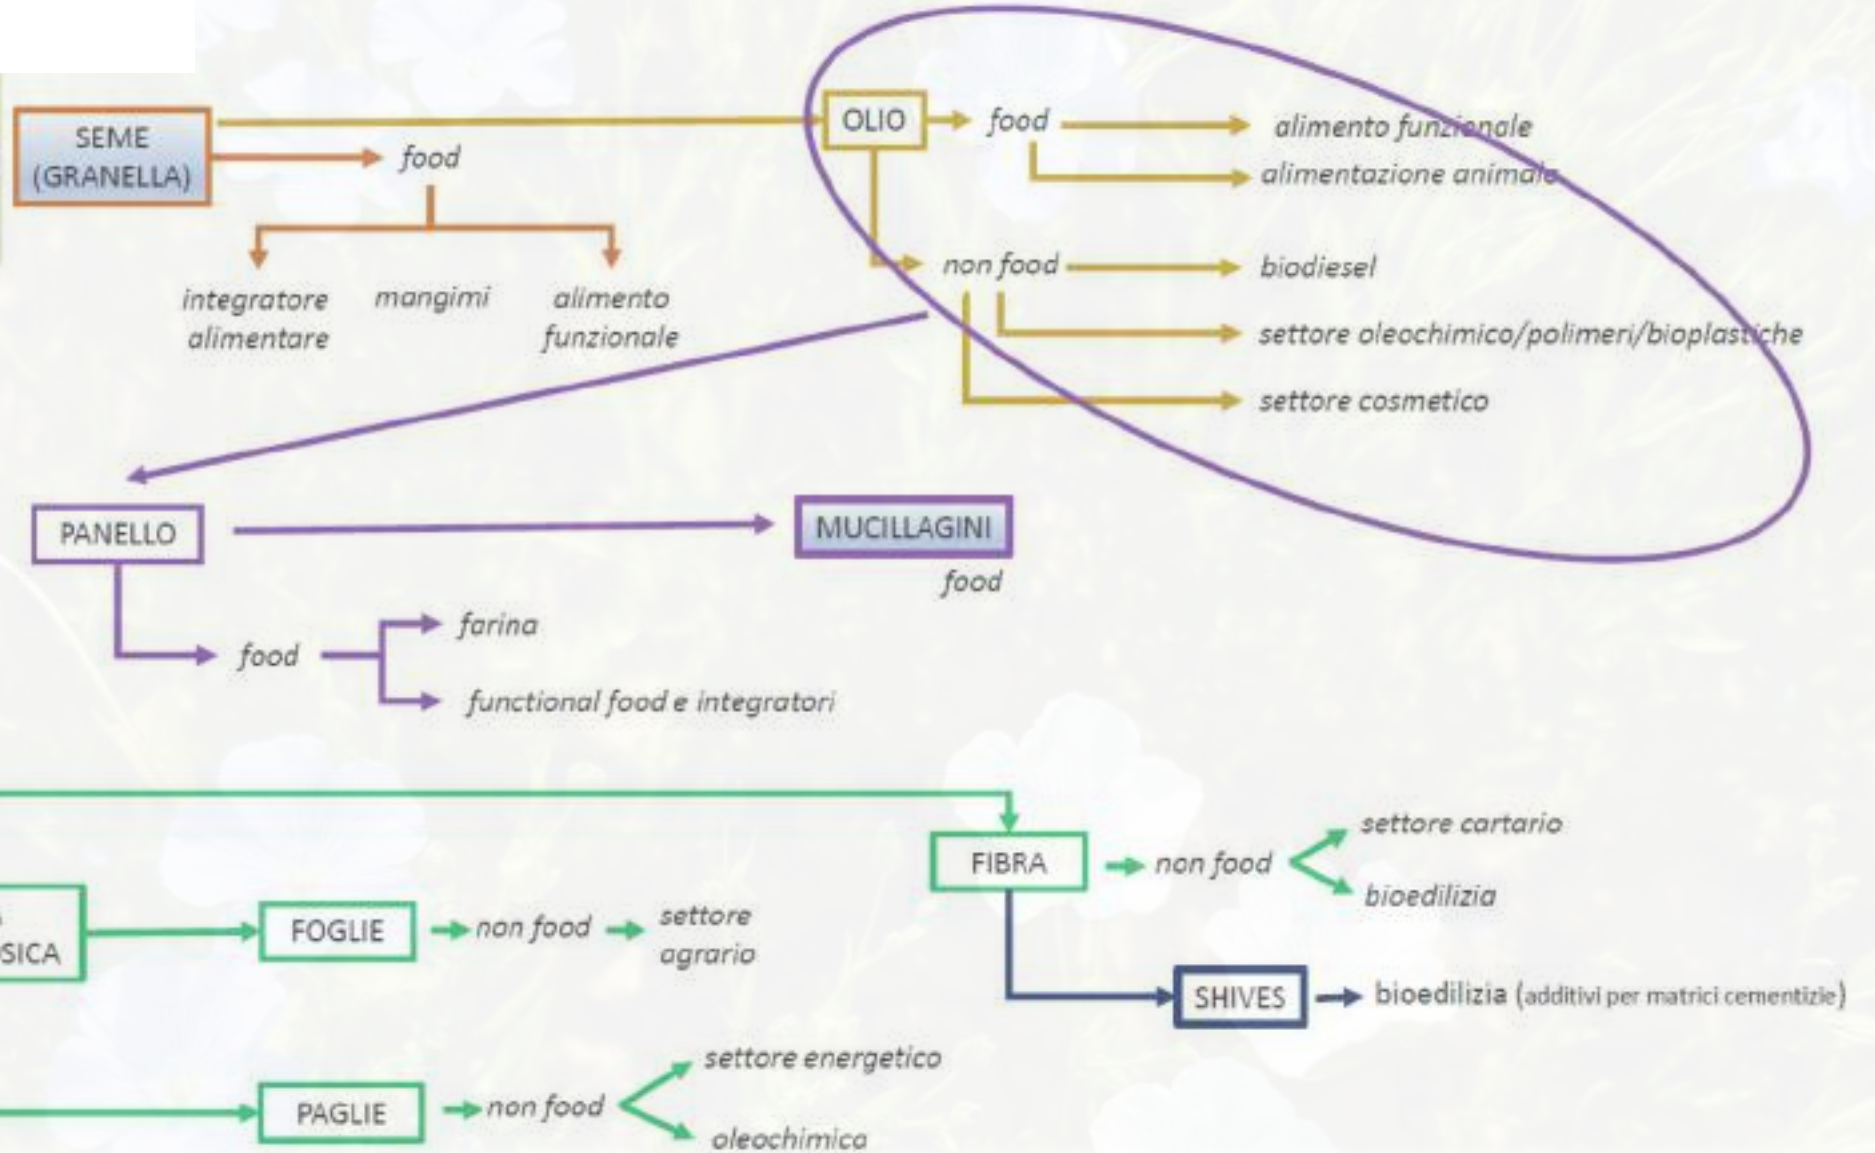 SEME
(GRANELLA)
food
integratore
alimentare
mangimi
alimento
funzionale
OLIO
food
alimento funzionale
alimentazione animale
non food
biodiesel
settore oleochimico/polimeri/bioplastiche
settore cosmetico
PANELLO
MUCILLAGINI
food
food
farina
functional food e integratori
FIBRA
non food
settore cartario
bioedilizia
SICA
FOGLIE
non food
settore
agrario
SHIVES
bioedilizia (additivi per matrici cementizie)
PAGLIE
non food
settore energetico
oleochimica